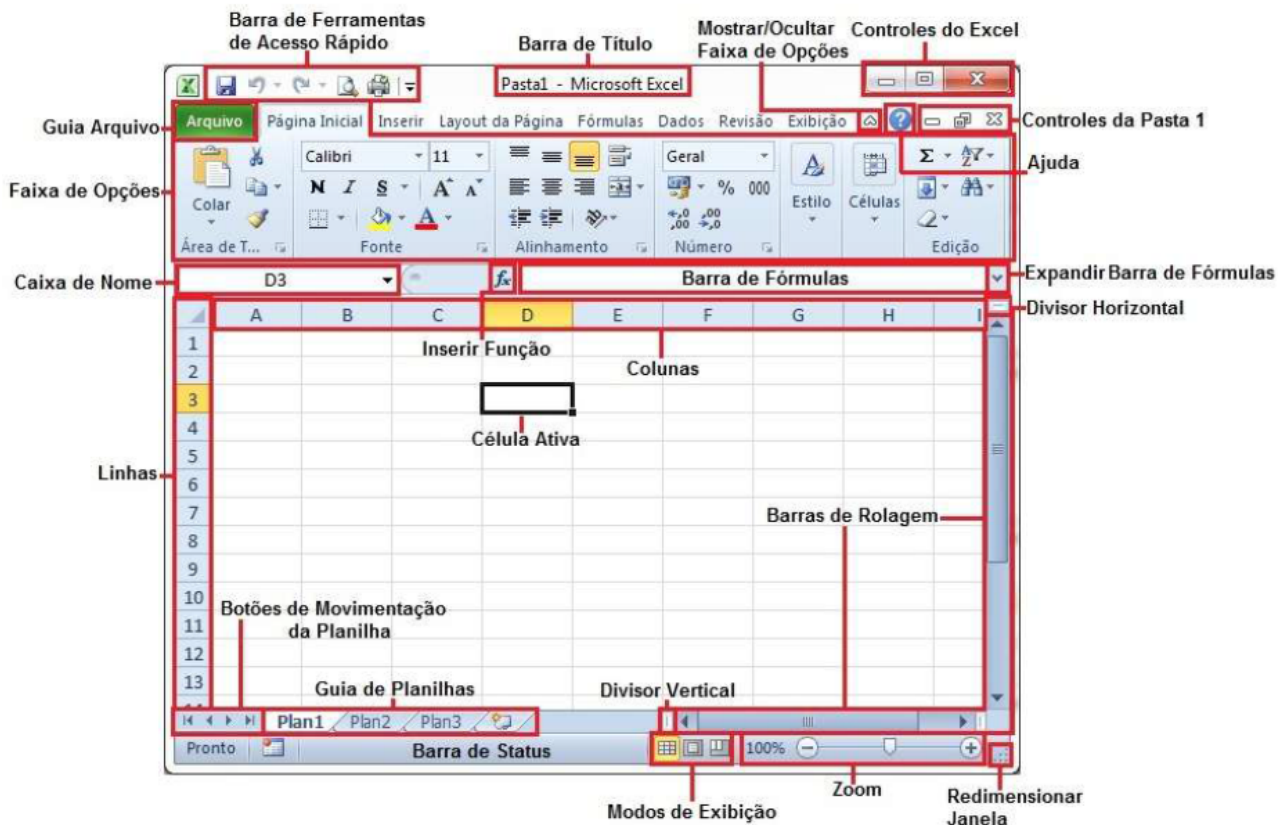 Barra de Ferramentas
de Acesso Rápido
Barra de Título
Mostrar/Ocultar
Faixa de Opções
Controles do Excel
Pasta1 - Microsoft Excel
Guia Arquivo
Arquivo Página Inicial Inserir Layout da Página Fórmulas Dados Revisão Exibição
Controles da Pasta 1
Ajuda
Faixa de Opções
Colar
Calibri 11
N I S A A
A
Geral
% 000
,0 ,00
,00 ,0
Estilo
Células
Σ A Z
Área de T... Fonte Alinhamento Número Edição
Caixa de Nome
D3
fx
Barra de Fórmulas
Expandir Barra de Fórmulas
Divisor Horizontal
A B C D E F G H I
Inserir Função
Colunas
1
2
3
4
5
6
7
8
9
10
11
12
13
Célula Ativa
Linhas
Barras de Rolagem
Botões de Movimentação
da Planilha
Guia de Planilhas
Divisor Vertical
Plan1 Plan2 Plan3
Pronto
Barra de Status
100%
Modos de Exibição
Zoom
Redimensionar
Janela